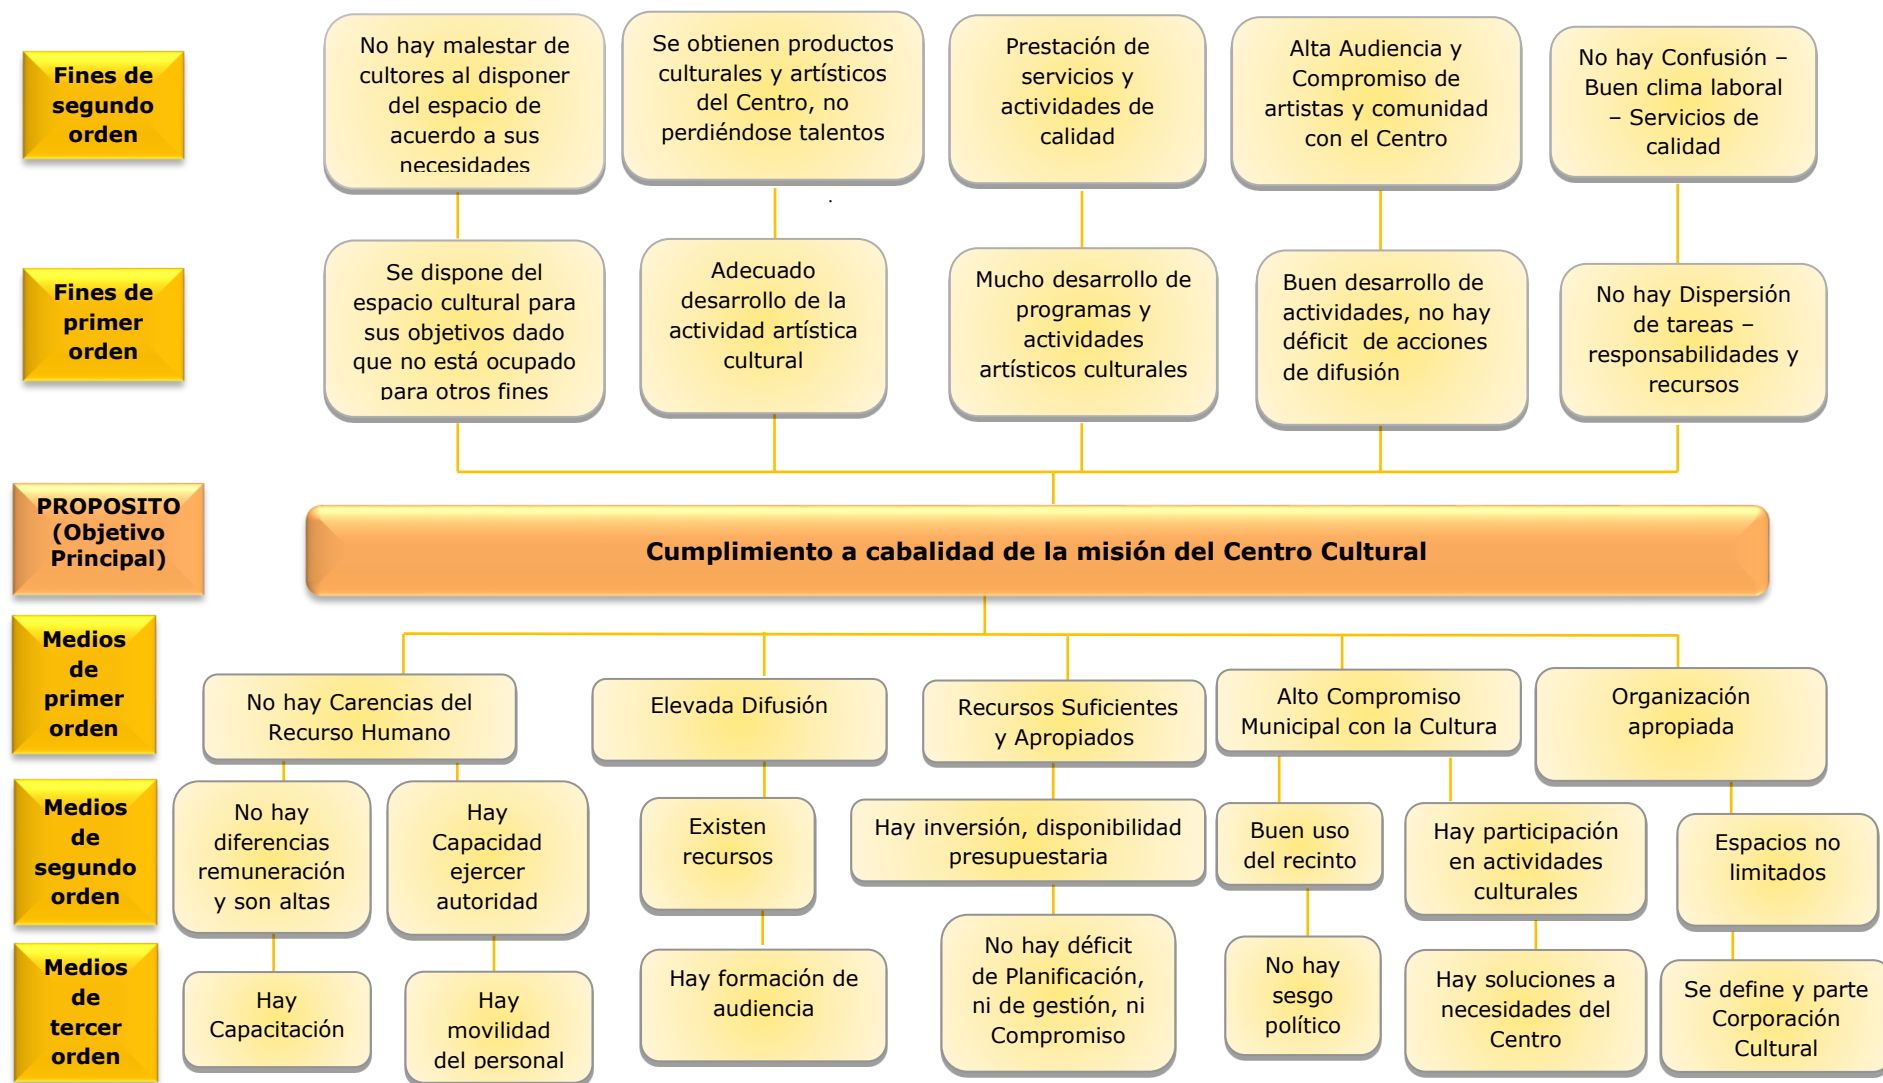 Fines de
segundo
orden
No hay malestar de
cultores al disponer
del espacio de
acuerdo a sus
necesidades
Se obtienen productos
culturales y artísticos
del Centro, no
perdiéndose talentos
Prestación de
servicios y
actividades de
calidad
Alta Audiencia y
Compromiso de
artistas y comunidad
con el Centro
No hay Confusión –
Buen clima laboral
– Servicios de
calidad
.
Fines de
primer
orden
Se dispone del
espacio cultural para
sus objetivos dado
que no está ocupado
para otros fines
Adecuado
desarrollo de la
actividad artística
cultural
Mucho desarrollo de
programas y
actividades
artísticos culturales
Buen desarrollo de
actividades, no hay
déficit de acciones
de difusión
No hay Dispersión
de tareas –
responsabilidades y
recursos
PROPOSITO
(Objetivo
Principal)
Cumplimiento a cabalidad de la misión del Centro Cultural
Medios
de
primer
orden
No hay Carencias del
Recurso Humano
Elevada Difusión
Recursos Suficientes
y Apropiados
Alto Compromiso
Municipal con la Cultura
Organización
apropiada
Medios
de
segundo
orden
No hay
diferencias
remuneración
y son altas
Hay
Capacidad
ejercer
autoridad
Existen
recursos
Hay inversión, disponibilidad
presupuestaria
Buen uso
del recinto
Hay participación
en actividades
culturales
Espacios no
limitados
Medios
de
tercer
orden
Hay
Capacitación
Hay
movilidad
del personal
Hay formación de
audiencia
No hay déficit
de Planificación,
ni de gestión, ni
Compromiso
No hay
sesgo
político
Hay soluciones a
necesidades del
Centro
Se define y parte
Corporación
Cultural